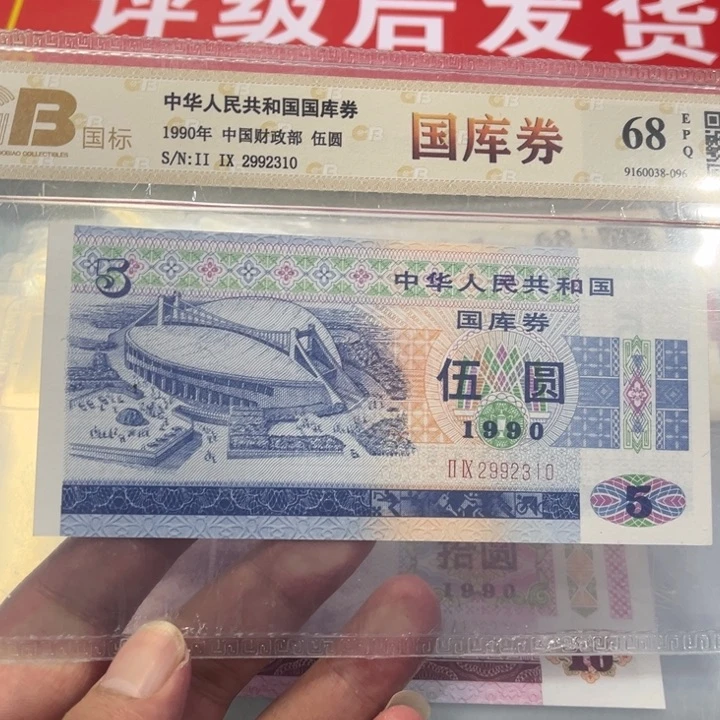 评级后发货
GB国标
中华人民共和国国库券
1990年 中国财政部 伍圆
S/N:II IX 2992310
国库券
68
EPQ
9160038-096
5
中华人民共和国
国库券
伍圆
1990
II IX 2992310
5
拾圆
1990
10